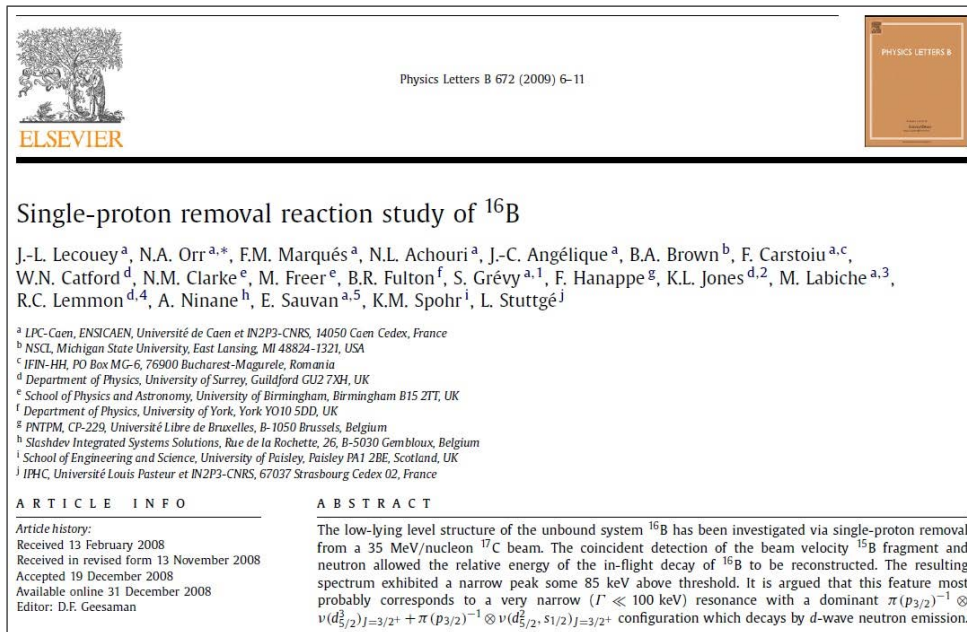 Physics Letters B 672 (2009) 6–11
PHYSICS LETTERS B
ELSEVIER
Single-proton removal reaction study of ¹⁶B
J.-L. Lecouey ᵃ, N.A. Orr ᵃ,*, F.M. Marqués ᵃ, N.L. Achouri ᵃ, J.-C. Angélique ᵃ, B.A. Brown ᵇ, F. Carstoiu ᵃ,ᶜ,
W.N. Catford ᵈ, N.M. Clarke ᵉ, M. Freer ᵉ, B.R. Fulton ᶠ, S. Grévy ᵃ,¹, F. Hanappe ᵍ, K.L. Jones ᵈ,², M. Labiche ᵃ,³,
R.C. Lemmon ᵈ,⁴, A. Ninane ʰ, E. Sauvan ᵃ,⁵, K.M. Spohr ⁱ, L. Stuttgé ʲ
ᵃ LPC-Caen, ENSICAEN, Université de Caen et IN2P3-CNRS, 14050 Caen Cedex, France
ᵇ NSCL, Michigan State University, East Lansing, MI 48824-1321, USA
ᶜ IFIN-HH, PO Box MG-6, 76900 Bucharest-Magurele, Romania
ᵈ Department of Physics, University of Surrey, Guildford GU2 7XH, UK
ᵉ School of Physics and Astronomy, University of Birmingham, Birmingham B15 2TT, UK
ᶠ Department of Physics, University of York, York YO10 5DD, UK
ᵍ PNTPM, CP-229, Université Libre de Bruxelles, B-1050 Brussels, Belgium
ʰ Slashdev Integrated Systems Solutions, Rue de la Rochette, 26, B-5030 Gembloux, Belgium
ⁱ School of Engineering and Science, University of Paisley, Paisley PA1 2BE, Scotland, UK
ʲ IPHC, Université Louis Pasteur et IN2P3-CNRS, 67037 Strasbourg Cedex 02, France
ARTICLE INFO
Article history:
Received 13 February 2008
Received in revised form 13 November 2008
Accepted 19 December 2008
Available online 31 December 2008
Editor: D.F. Geesaman
ABSTRACT
The low-lying level structure of the unbound system ¹⁶B has been investigated via single-proton removal
from a 35 MeV/nucleon ¹⁷C beam. The coincident detection of the beam velocity ¹⁵B fragment and
neutron allowed the relative energy of the in-flight decay of ¹⁶B to be reconstructed. The resulting
spectrum exhibited a narrow peak some 85 keV above threshold. It is argued that this feature most
probably corresponds to a very narrow (Γ ≪ 100 keV) resonance with a dominant π(p₃/₂)⁻¹ ⊗
ν(d³₅/₂)J=3/2⁺ + π(p₃/₂)⁻¹ ⊗ ν(d²₅/₂, s₁/₂)J=3/2⁺ configuration which decays by d-wave neutron emission.